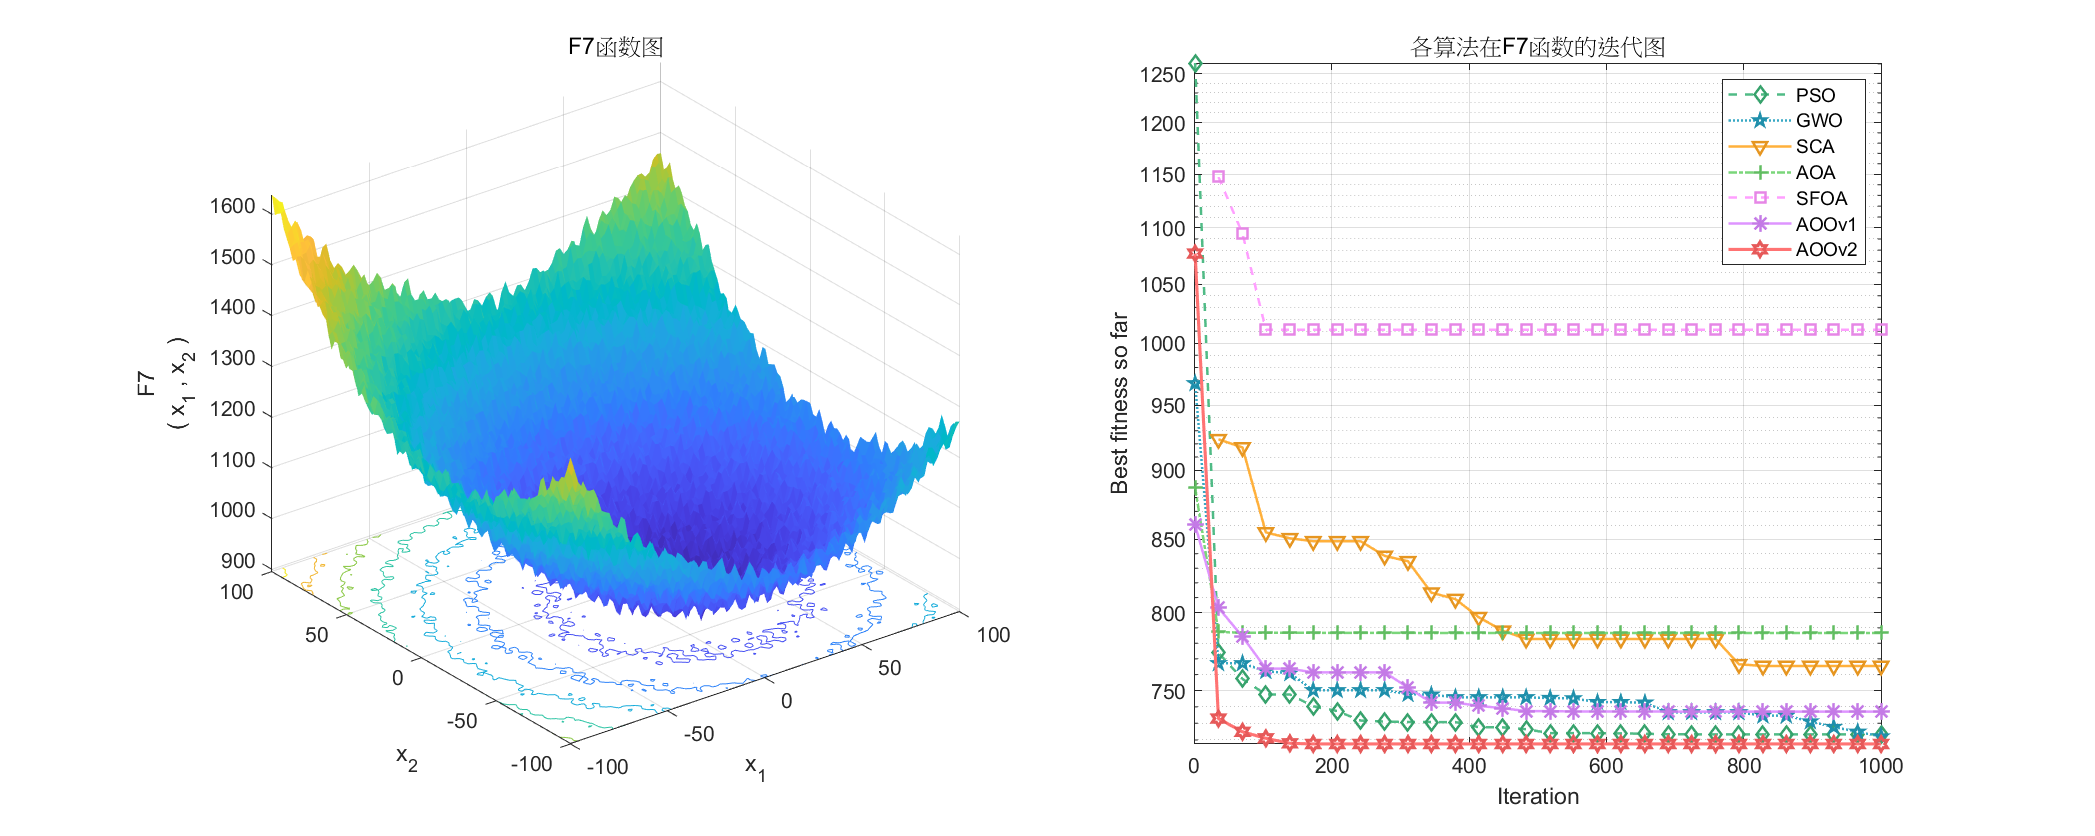 F7函数图
1600
1500
1400
1300
1200
1100
1000
900
F7
( x1 , x2 )
100
50
0
-50
-100
x2
-100
-50
0
50
100
x1
各算法在F7函数的迭代图
1250
1200
1150
1100
1050
1000
950
900
850
800
750
Best fitness so far
0
200
400
600
800
1000
Iteration
PSO
GWO
SCA
AOA
SFOA
AOOv1
AOOv2